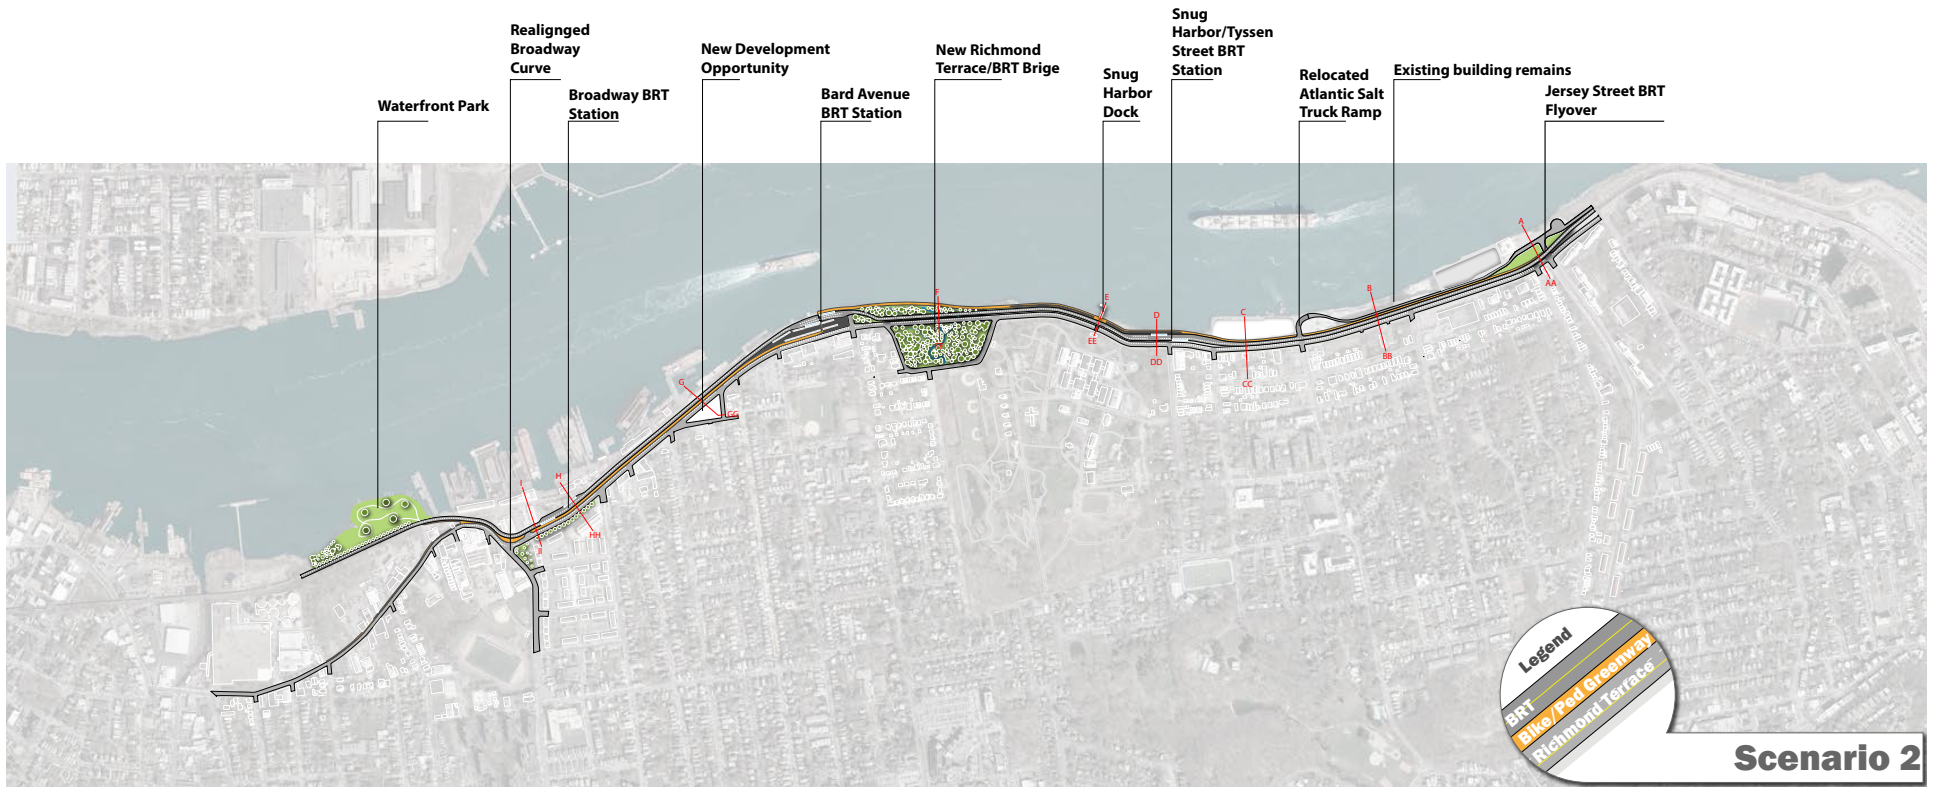 Waterfront Park
Realignged
Broadway
Curve
Broadway BRT
Station
New Development
Opportunity
Bard Avenue
BRT Station
New Richmond
Terrace/BRT Brige
Snug
Harbor
Dock
Snug
Harbor/Tyssen
Street BRT
Station
Relocated
Atlantic Salt
Truck Ramp
Existing building remains
Jersey Street BRT
Flyover
A
AA
B
BB
C
CC
D
DD
E
EE
F
G
GG
H
HH
I
Legend
BRT
Bike/Ped Greenway
Richmond Terrace
Scenario 2